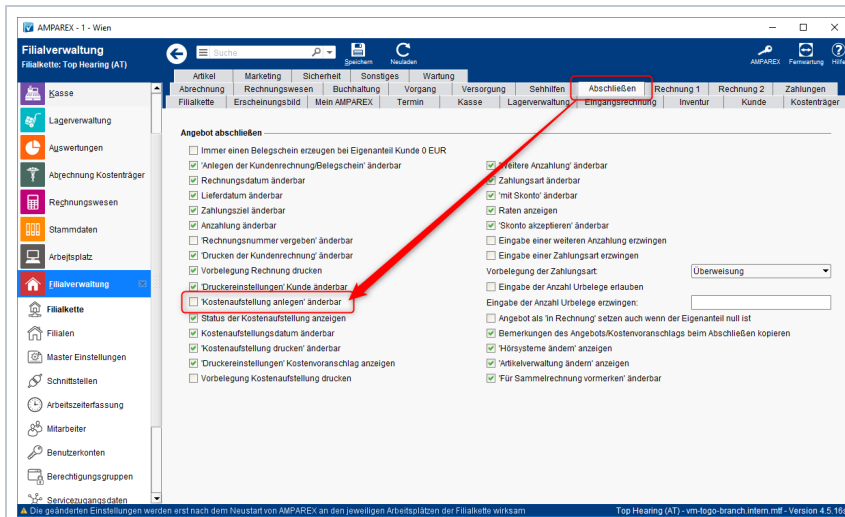 AMPAREX - 1 - Wien
Filialverwaltung
Filialkette: Top Hearing (AT)
Suche
Speichern
Neuladen
AMPAREX
Fernwartung
Hilfe
Artikel Marketing Sicherheit Sonstiges Wartung
Abrechnung Rechnungswesen Buchhaltung Vorgang Versorgung Sehhilfen Abschließen Rechnung 1 Rechnung 2 Zahlungen
Filialkette Erscheinungsbild Mein AMPAREX Termin Kasse Lagerverwaltung Eingangsrechnung Inventur Kunde Kostenträger
Kasse
Lagerverwaltung
Auswertungen
Abrechnung Kostenträger
Rechnungswesen
Stammdaten
Arbeitsplatz
Filialverwaltung
Filialkette
Filialen
Master Einstellungen
Schnittstellen
Arbeitszeiterfassung
Mitarbeiter
Benutzerkonten
Berechtigungsgruppen
Servicezugangsdaten
Angebot abschließen
Immer einen Belegschein erzeugen bei Eigenanteil Kunde 0 EUR
'Anlegen der Kundenrechnung/Belegschein' änderbar
Rechnungsdatum änderbar
Lieferdatum änderbar
Zahlungsziel änderbar
Anzahlung änderbar
'Rechnungsnummer vergeben' änderbar
'Drucken der Kundenrechnung' änderbar
Vorbelegung Rechnung drucken
'Druckereinstellungen' Kunde änderbar
'Kostenaufstellung anlegen' änderbar
Status der Kostenaufstellung anzeigen
Kostenaufstellungsdatum änderbar
'Kostenaufstellung drucken' änderbar
'Druckereinstellungen' Kostenvoranschlag anzeigen
Vorbelegung Kostenaufstellung drucken
'Weitere Anzahlung' änderbar
Zahlungsart änderbar
'mit Skonto' änderbar
Raten anzeigen
'Skonto akzeptieren' änderbar
Eingabe einer weiteren Anzahlung erzwingen
Eingabe einer Zahlungsart erzwingen
Vorbelegung der Zahlungsart: Überweisung
Eingabe der Anzahl Urbelege erlauben
Eingabe der Anzahl Urbelege erzwingen:
Angebot als 'in Rechnung' setzen auch wenn der Eigenanteil null ist
Bemerkungen des Angebots/Kostenvoranschlags beim Abschließen kopieren
'Hörsysteme ändern' anzeigen
'Artikelverwaltung ändern' anzeigen
'Für Sammelrechnung vormerken' änderbar
Die geänderten Einstellungen werden erst nach dem Neustart von AMPAREX an den jeweiligen Arbeitsplätzen der Filialkette wirksam
Top Hearing (AT) - vm-togo-branch.intern.mtf - Version 4.5.16